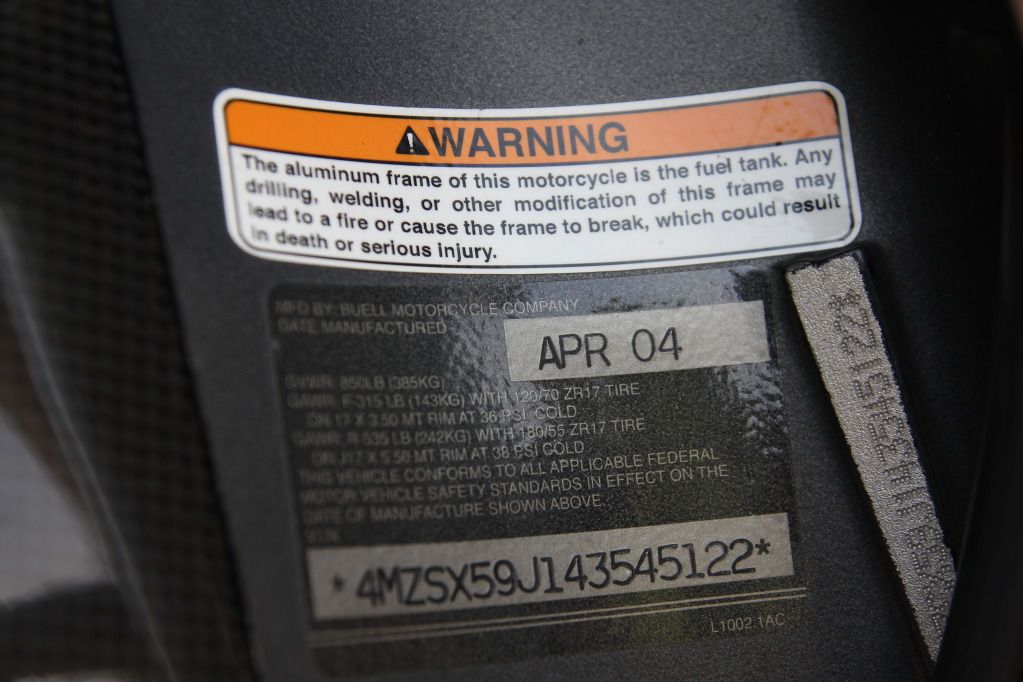 WARNING
The aluminum frame of this motorcycle is the fuel tank. Any
drilling, welding, or other modification of this frame may
lead to a fire or cause the frame to break, which could result
in death or serious injury.
MFG BY: BUELL MOTORCYCLE COMPANY
DATE MANUFACTURED
APR 04
GVWR: 850LB (385KG)
GAWR: F-315 LB (143KG) WITH 120/70 ZR17 TIRE
ON 17 X 3.50 MT RIM AT 36 PSI COLD
GAWR: R-535 LB (242KG) WITH 180/55 ZR17 TIRE
ON J17 X 5.50 MT RIM AT 38 PSI COLD
THIS VEHICLE CONFORMS TO ALL APPLICABLE FEDERAL
MOTOR VEHICLE SAFETY STANDARDS IN EFFECT ON THE
DATE OF MANUFACTURE SHOWN ABOVE.
V.I.N.
*4MZSX59J143545122*
L1002.1AC